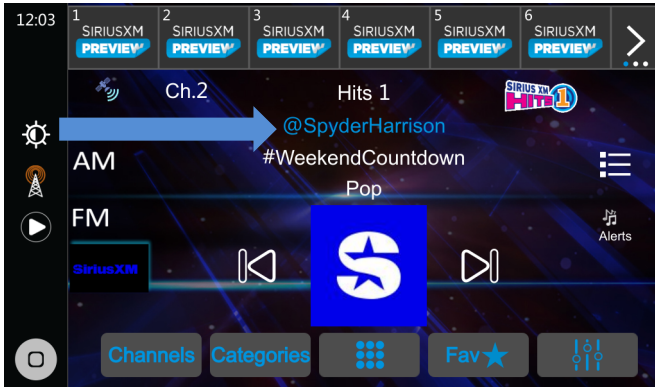 12:03
1 2 3 4 5 6
SIRIUSXM SIRIUSXM SIRIUSXM SIRIUSXM SIRIUSXM SIRIUSXM
PREVIEW PREVIEW PREVIEW PREVIEW PREVIEW PREVIEW
Ch.2 Hits 1 SIRIUS XM
HITS 1
@SpyderHarrison
AM #WeekendCountdown
Pop
FM
Alerts
SiriusXM S
Channels Categories Fav